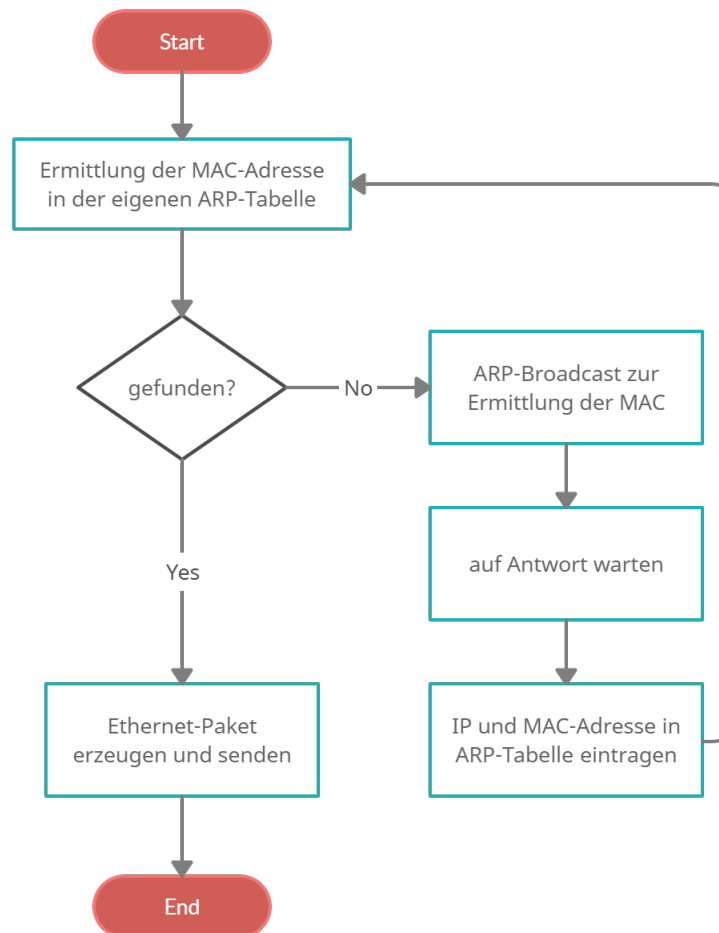 Start
Ermittlung der MAC-Adresse
in der eigenen ARP-Tabelle
gefunden?
No
ARP-Broadcast zur
Ermittlung der MAC
auf Antwort warten
Yes
Ethernet-Paket
erzeugen und senden
IP und MAC-Adresse in
ARP-Tabelle eintragen
End